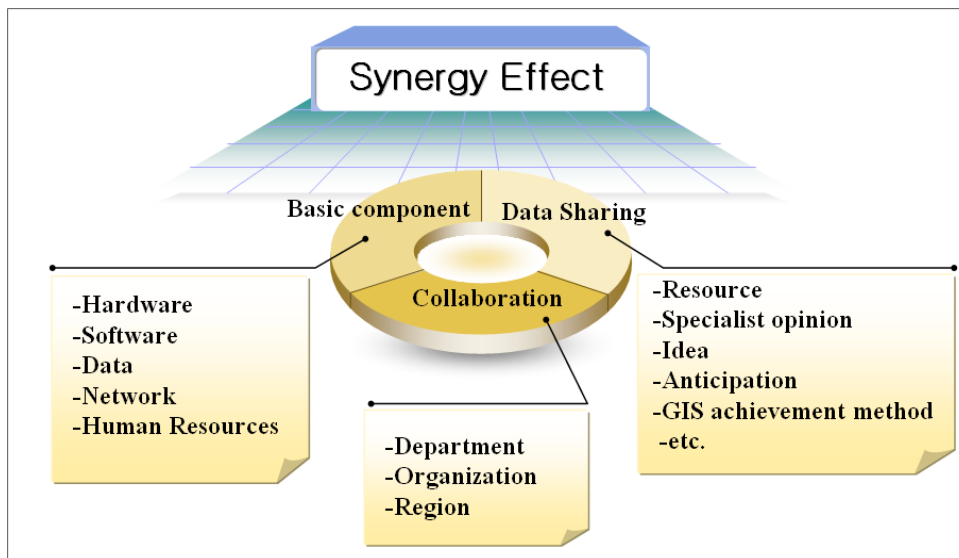 Synergy Effect
Basic component
Data Sharing
Collaboration
-Hardware
-Software
-Data
-Network
-Human Resources
-Department
-Organization
-Region
-Resource
-Specialist opinion
-Idea
-Anticipation
-GIS achievement method
-etc.